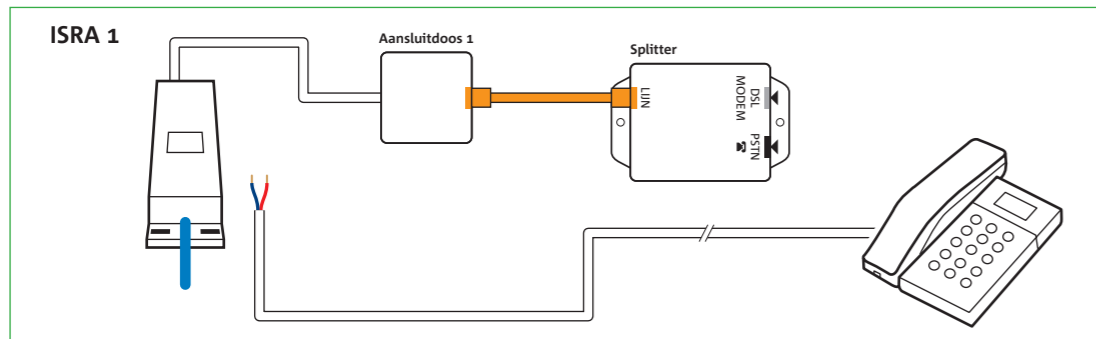 ISRA 1
Aansluitdoos 1
Splitter
LIJN
DSL
MODEM
PSTN